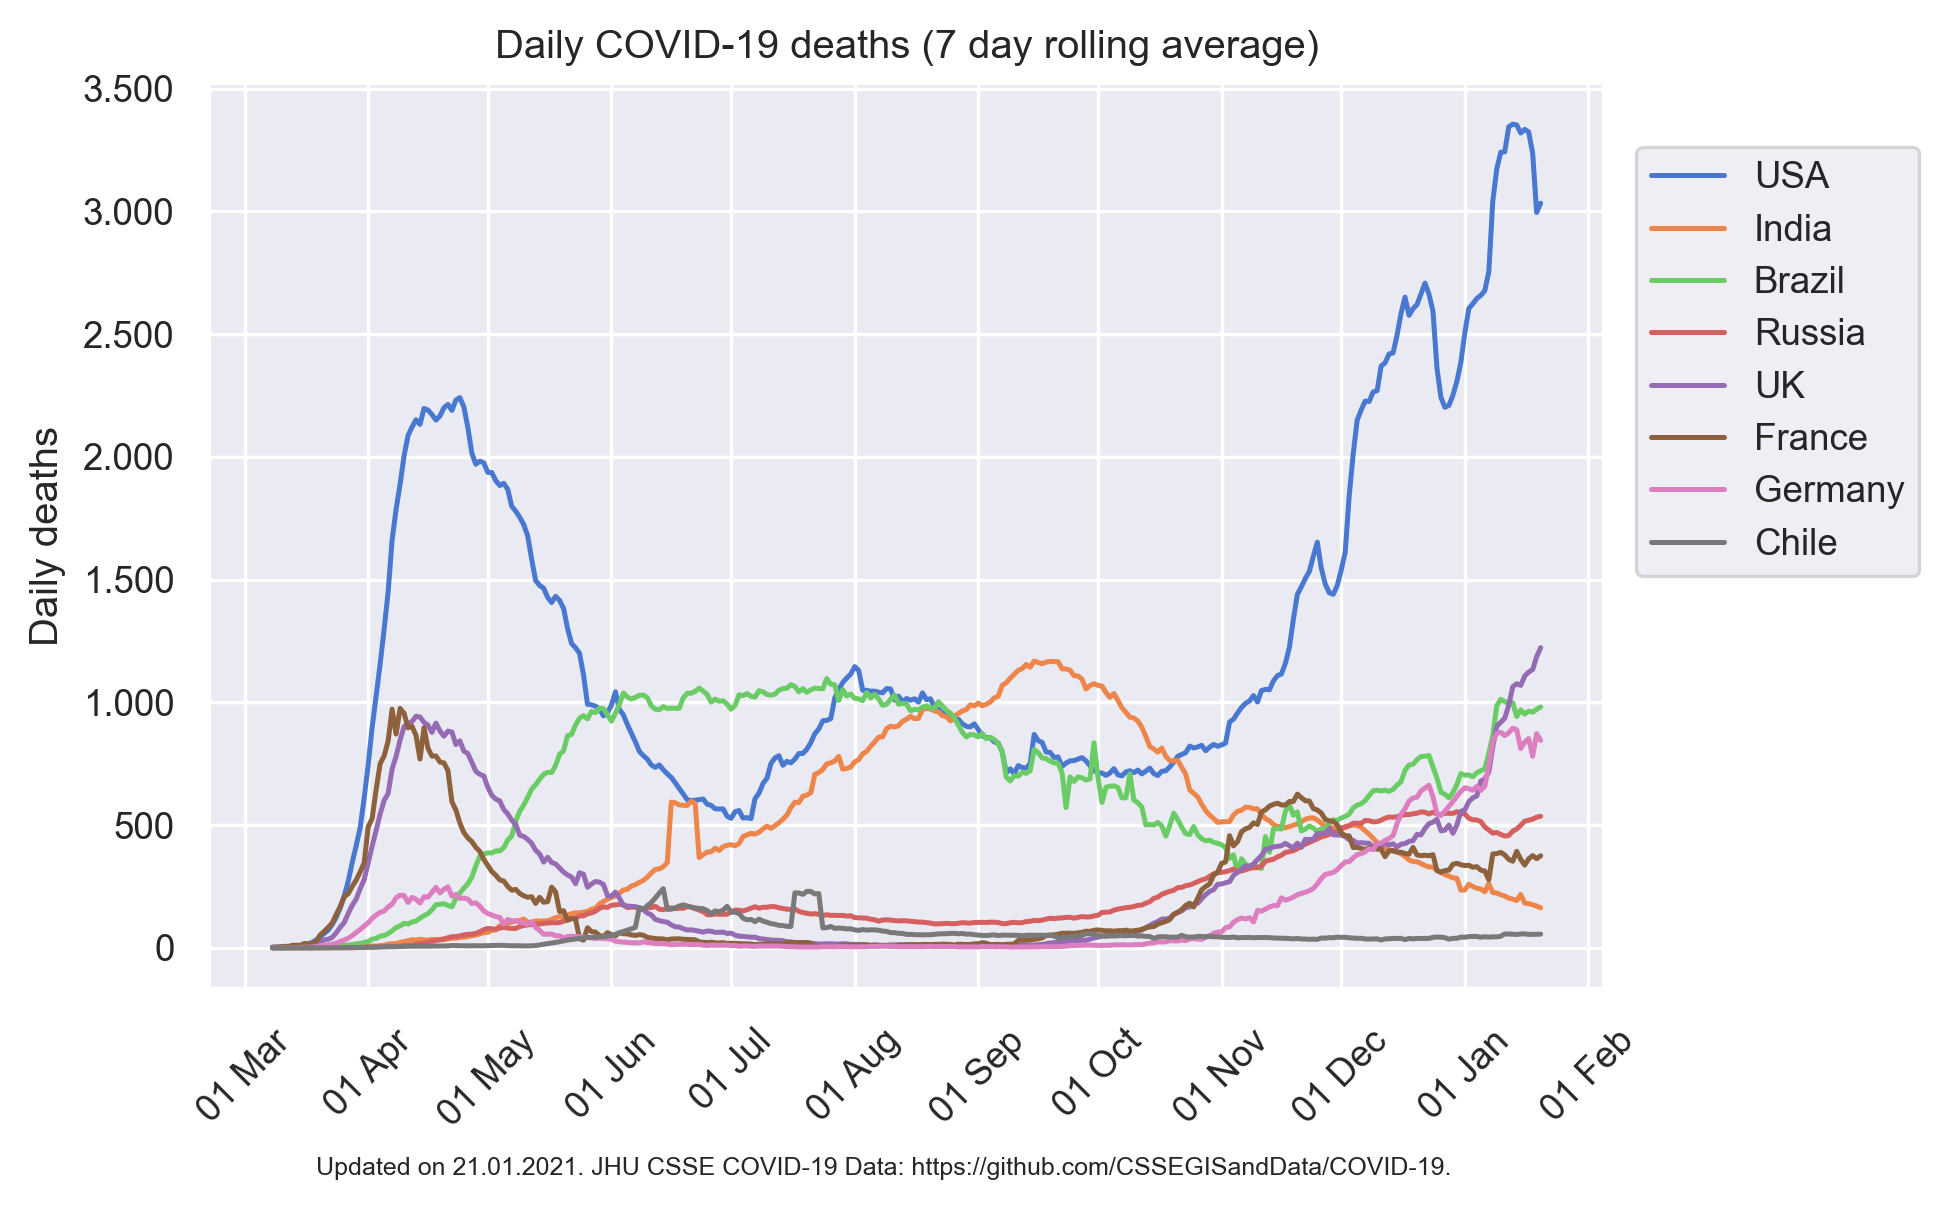 Daily COVID-19 deaths (7 day rolling average)
3.500
3.000
2.500
2.000
1.500
1.000
500
0
Daily deaths
01 Mar
01 Apr
01 May
01 Jun
01 Jul
01 Aug
01 Sep
01 Oct
01 Nov
01 Dec
01 Jan
01 Feb
USA
India
Brazil
Russia
UK
France
Germany
Chile
Updated on 21.01.2021. JHU CSSE COVID-19 Data: https://github.com/CSSEGISandData/COVID-19.